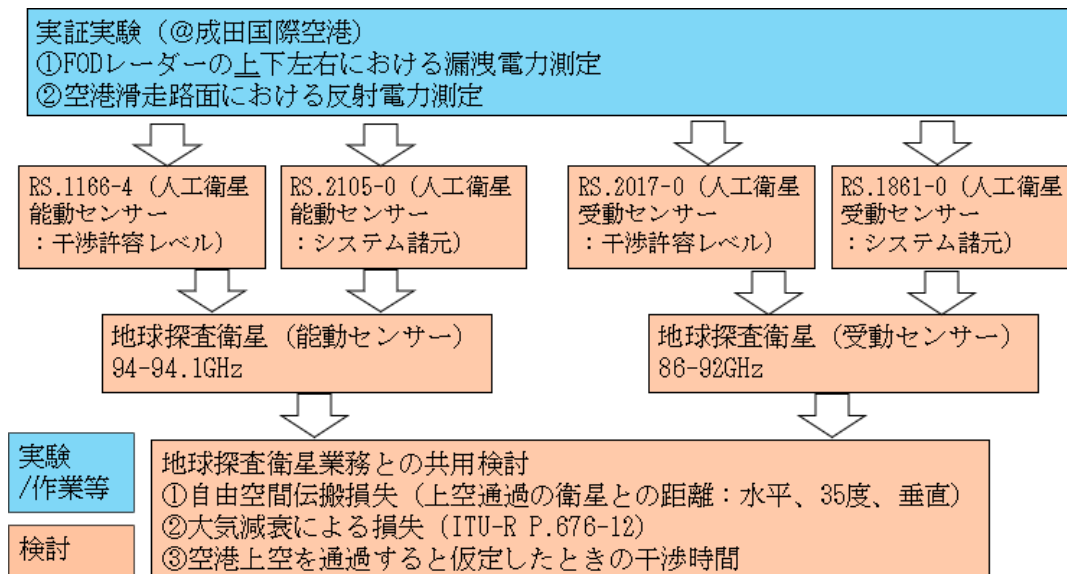 実証実験（@成田国際空港）
①FODレーダーの上下左右における漏洩電力測定
②空港滑走路面における反射電力測定
RS.1166-4（人工衛星
能動センサー
：干渉許容レベル）
RS.2105-0（人工衛星
能動センサー
：システム諸元）
RS.2017-0（人工衛星
受動センサー
：干渉許容レベル）
RS.1861-0（人工衛星
受動センサー
：システム諸元）
地球探査衛星（能動センサー）
94-94.1GHz
地球探査衛星（受動センサー）
86-92GHz
実験
/作業等
検討
地球探査衛星業務との共用検討
①自由空間伝搬損失（上空通過の衛星との距離：水平、35度、垂直）
②大気減衰による損失（ITU-R P.676-12）
③空港上空を通過すると仮定したときの干渉時間